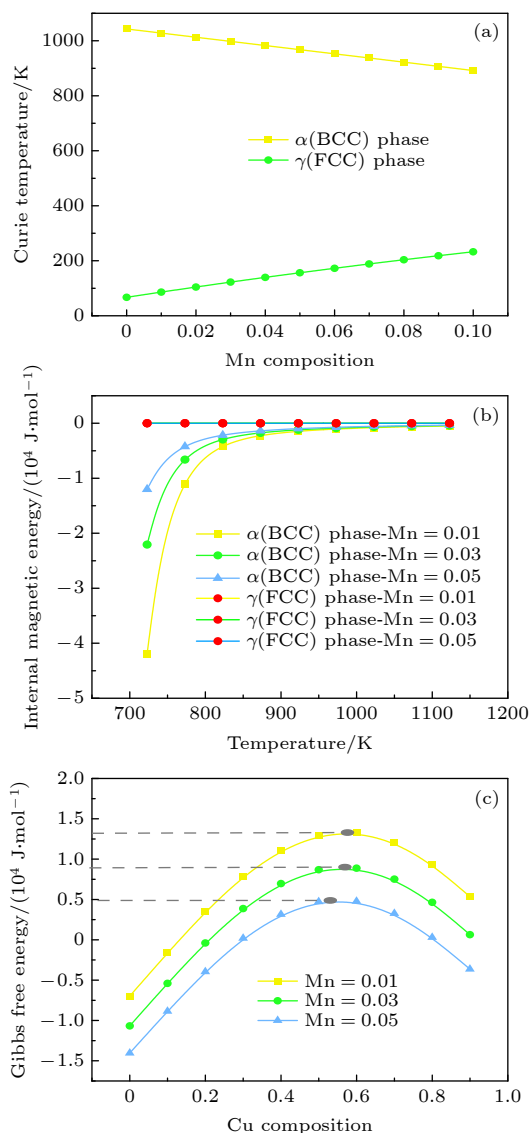 (a)
Curie temperature/K
1000
800
600
400
200
0
α(BCC) phase
γ(FCC) phase
0 0.02 0.04 0.06 0.08 0.10
Mn composition
(b)
Internal magnetic energy/(10⁴ J·mol⁻¹)
0
−1
−2
−3
−4
−5
α(BCC) phase-Mn = 0.01
α(BCC) phase-Mn = 0.03
α(BCC) phase-Mn = 0.05
γ(FCC) phase-Mn = 0.01
γ(FCC) phase-Mn = 0.03
γ(FCC) phase-Mn = 0.05
700 800 900 1000 1100 1200
Temperature/K
(c)
Gibbs free energy/(10⁴ J·mol⁻¹)
2.0
1.5
1.0
0.5
0
−0.5
−1.0
−1.5
Mn = 0.01
Mn = 0.03
Mn = 0.05
0 0.2 0.4 0.6 0.8 1.0
Cu composition